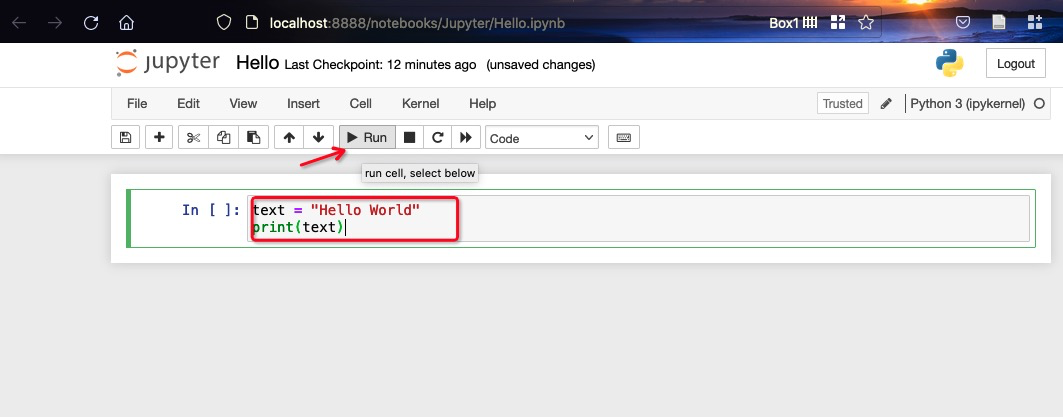 localhost:8888/notebooks/Jupyter/Hello.ipynb Box1
jupyter Hello Last Checkpoint: 12 minutes ago (unsaved changes) Logout
File Edit View Insert Cell Kernel Help Trusted Python 3 (ipykernel)
Run Code
run cell, select below
In [ ]: text = "Hello World"
print(text)